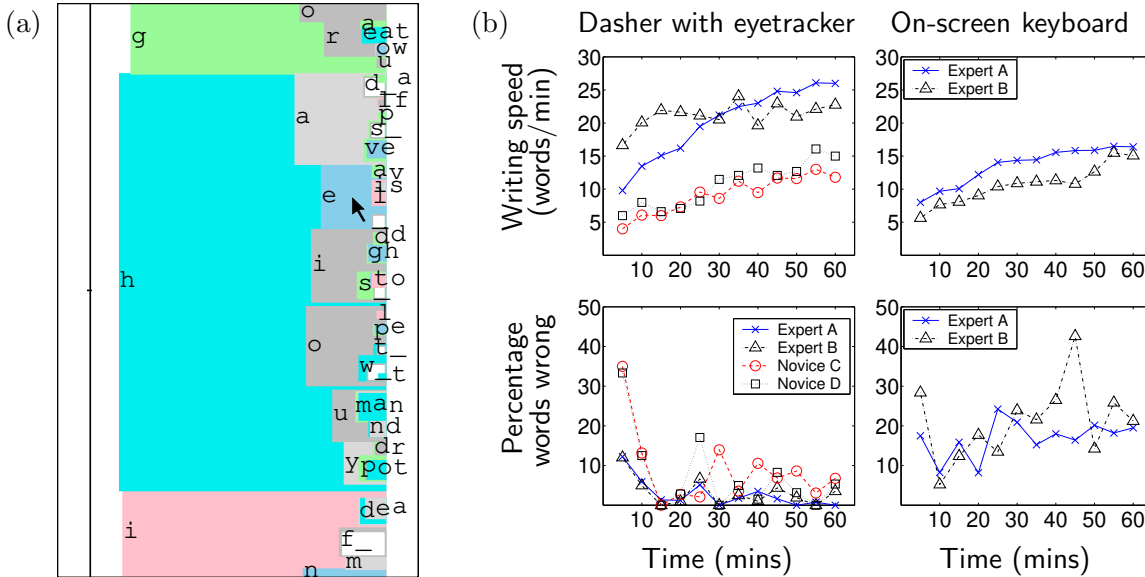 (a)
o
a
g r eat
ow
u
d_a
_f
a p
s_
ve
av
is
e l
_
dd
gh
i
h s to
_
l
pe
o t_
w_t
man
u nd
dr
y pot
dea
i f_
m
n
(b)
Dasher with eyetracker
On-screen keyboard
Writing speed
(words/min)
30
25
20
15
10
5
10 20 30 40 50 60
30
25
20
15
10
5
Expert A
Expert B
10 20 30 40 50 60
Percentage
words wrong
50
40
30
20
10
Expert A
Expert B
Novice C
Novice D
10 20 30 40 50 60
Time (mins)
50
40
30
20
10
Expert A
Expert B
10 20 30 40 50 60
Time (mins)